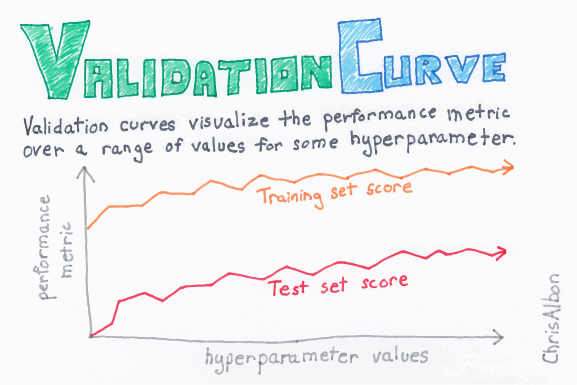 Validation Curve
Validation curves visualize the performance metric
over a range of values for some hyperparameter.
Training set score
performance
metric
Test set score
hyperparameter values
ChrisAlbon